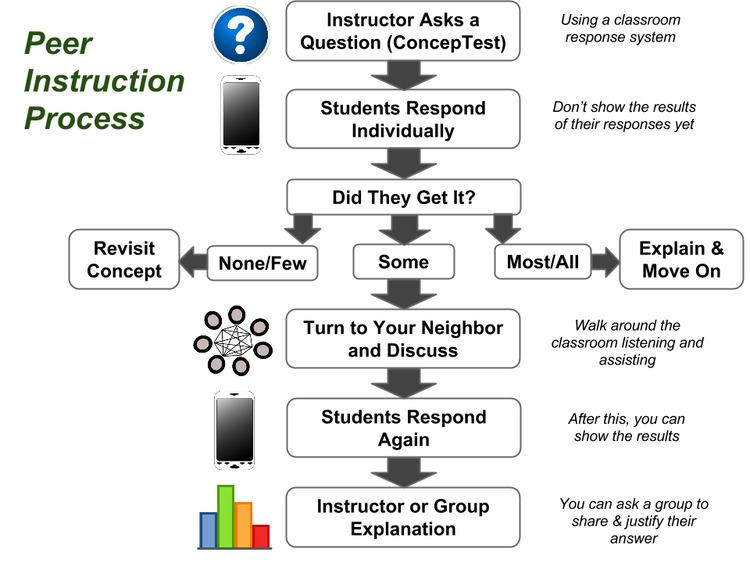 Peer
Instruction
Process
Instructor Asks a
Question (ConcepTest)
Using a classroom
response system
Students Respond
Individually
Don't show the results
of their responses yet
Did They Get It?
Revisit
Concept
None/Few
Some
Most/All
Explain &
Move On
Turn to Your Neighbor
and Discuss
Walk around the
classroom listening and
assisting
Students Respond
Again
After this, you can
show the results
Instructor or Group
Explanation
You can ask a group to
share & justify their
answer